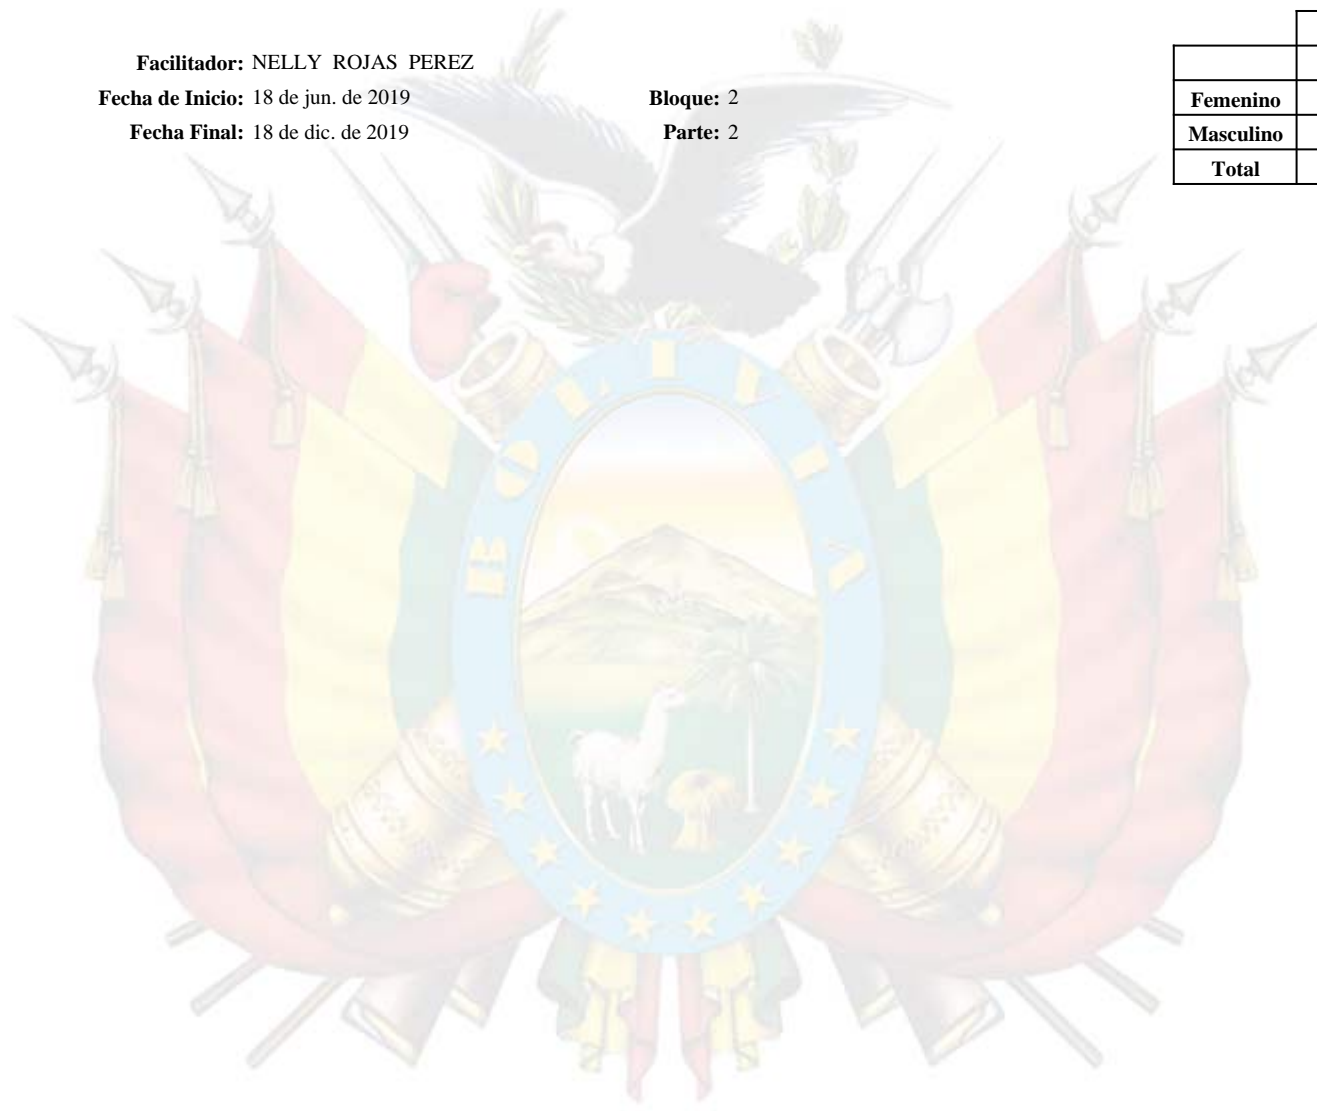 Facilitador: NELLY ROJAS PEREZ
Fecha de Inicio: 18 de jun. de 2019 Bloque: 2
Fecha Final: 18 de dic. de 2019 Parte: 2
Femenino
Masculino
Total
BOLIVIA